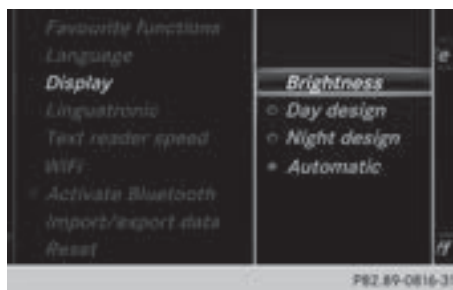 Favourite functions
Language
Display
Linguatronic
Text reader speed
WiFi
Activate Bluetooth
Import/export data
Reset
Brightness
Day design
Night design
Automatic
e
ff
P82.89-0816-31